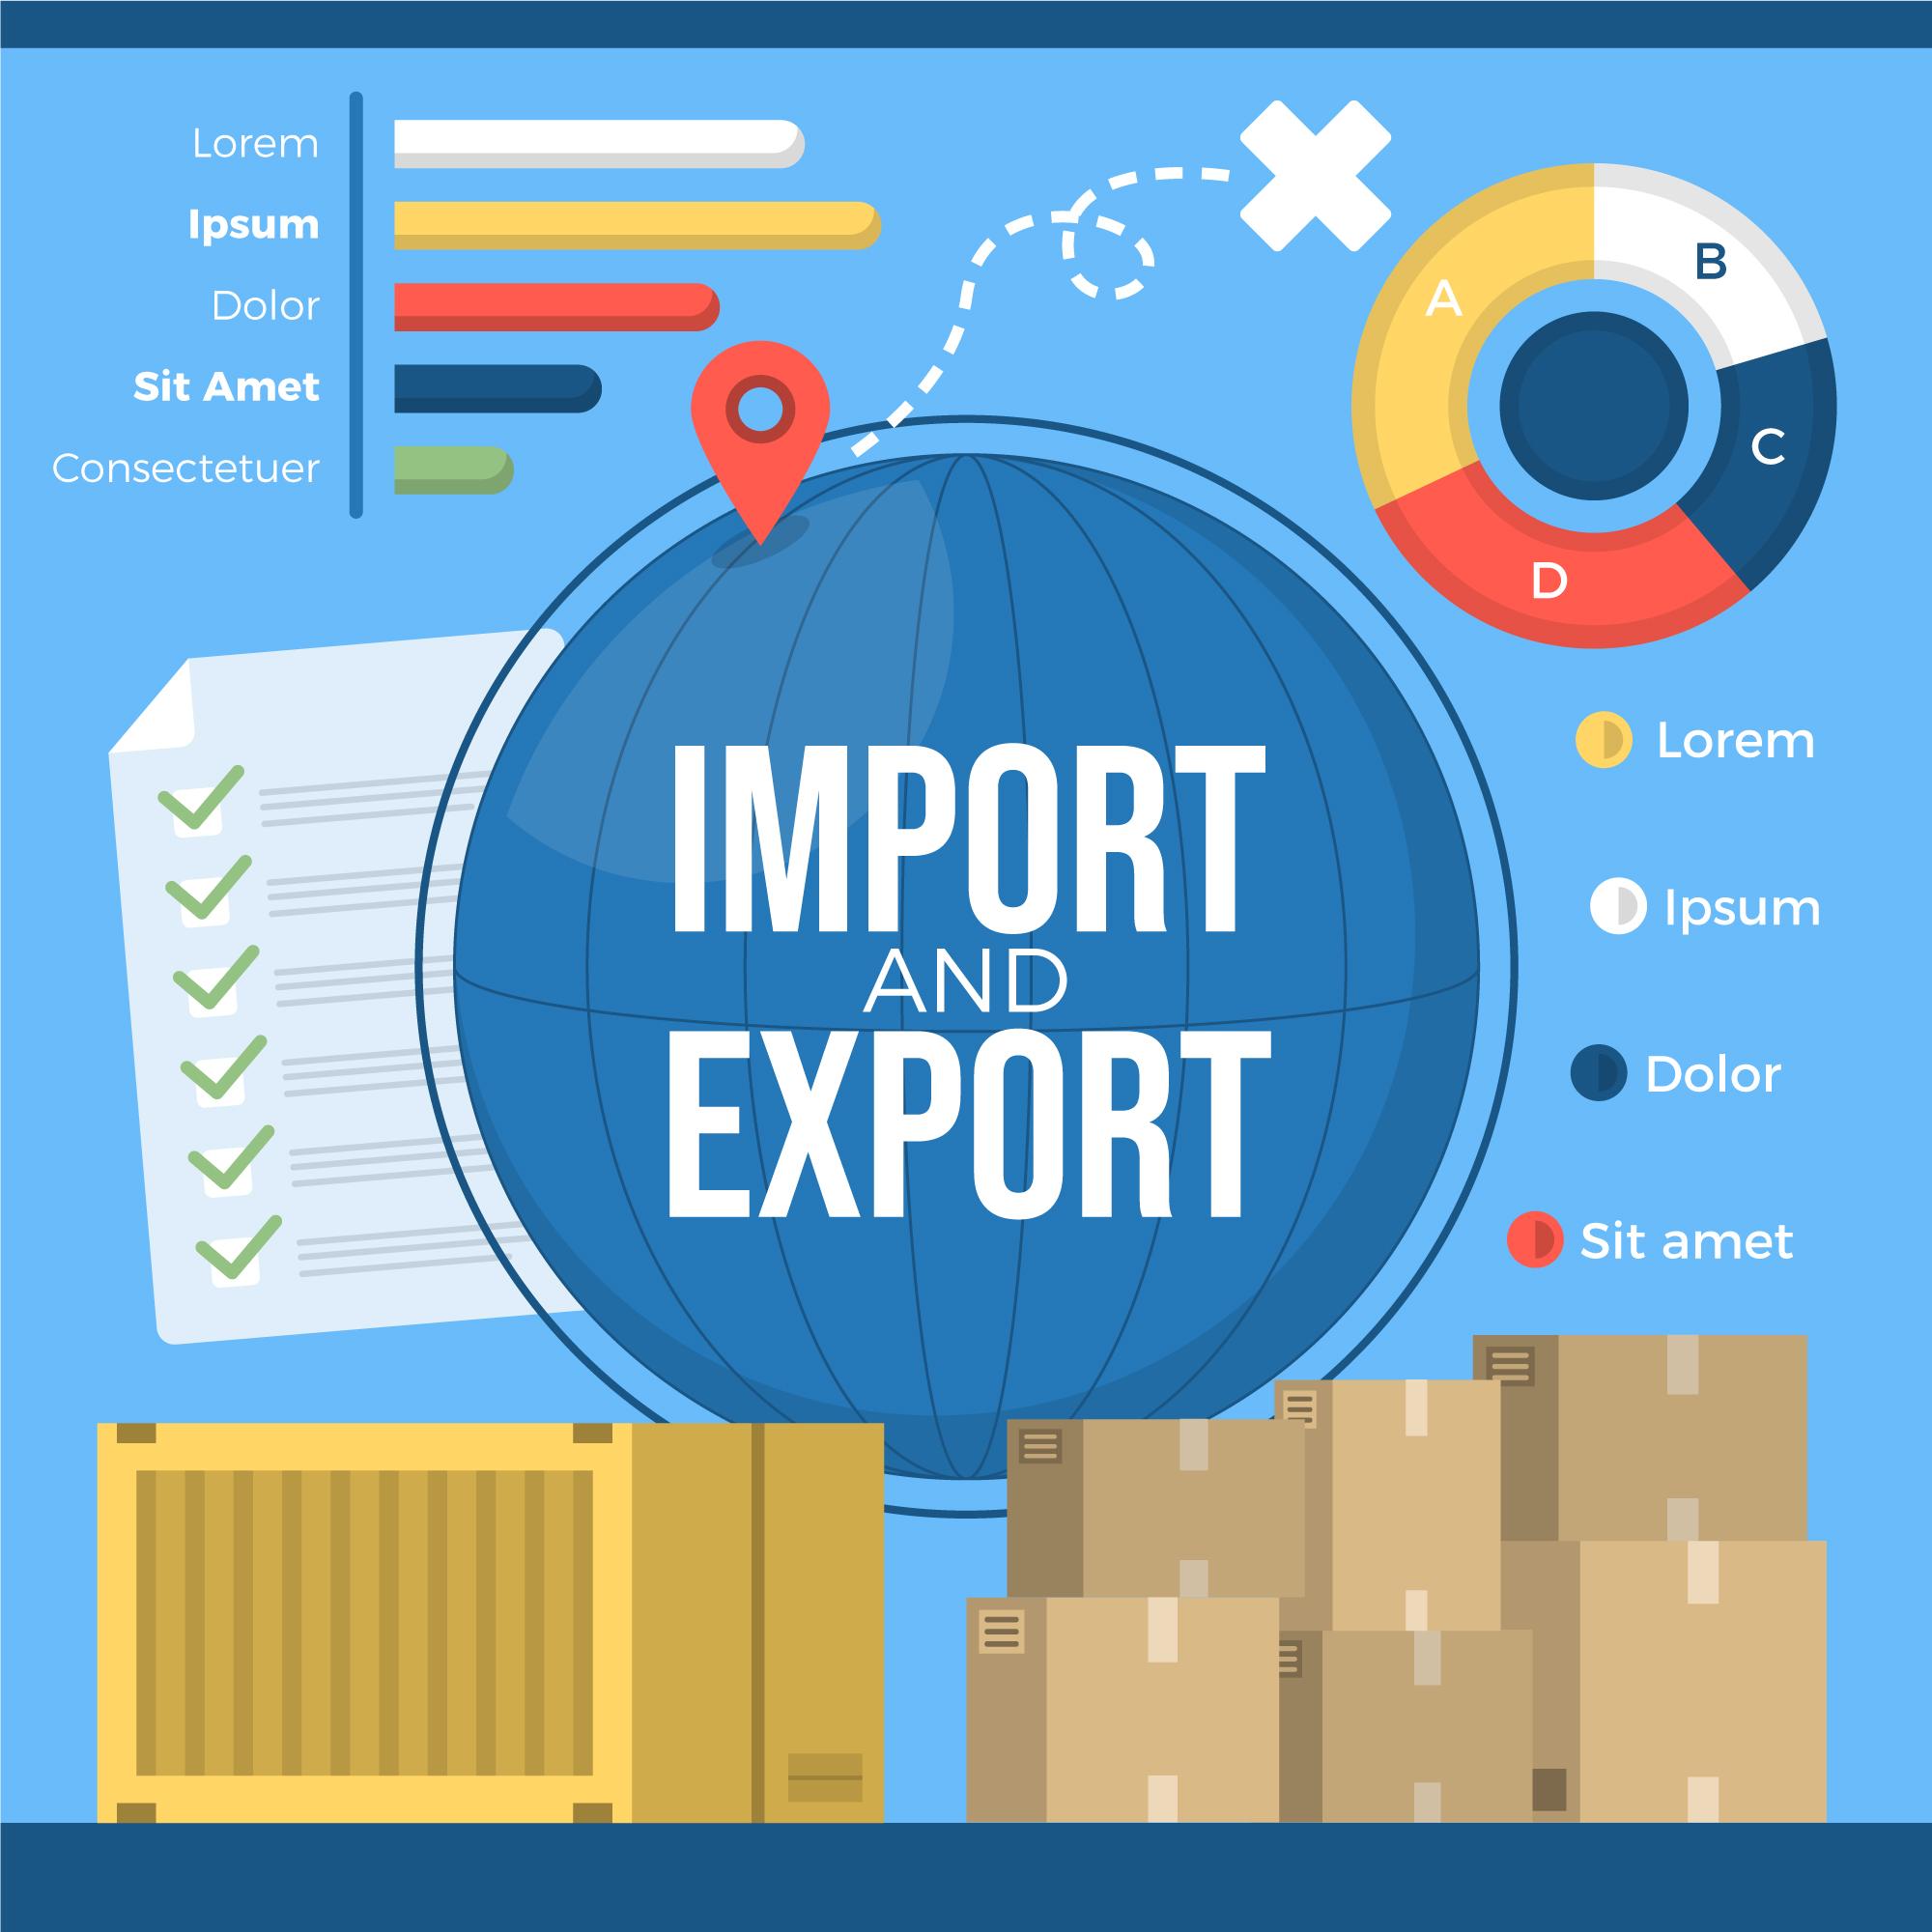 Lorem
Ipsum
Dolor
Sit Amet
Consectetuer
A
B
C
D
IMPORT
AND
EXPORT
Lorem
Ipsum
Dolor
Sit amet